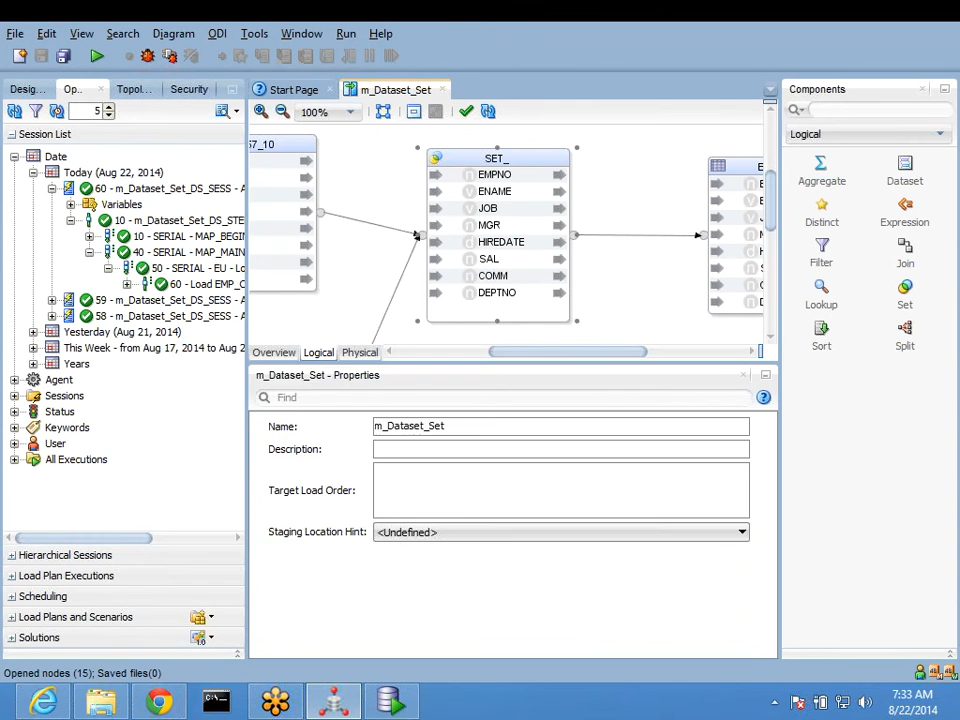 File Edit View Search Diagram ODI Tools Window Run Help
Desig... Op.. Topol... Security
Start Page m_Dataset_Set
Components
5
100%
Session List
Logical
Date
Today (Aug 22, 2014)
60 - m_Dataset_Set_DS_SESS - A
Variables
10 - m_Dataset_Set_DS_STE
10 - SERIAL - MAP_BEGI
40 - SERIAL - MAP_MAIN
50 - SERIAL - EU - Lo
60 - Load EMP_C
59 - m_Dataset_Set_DS_SESS - A
58 - m_Dataset_Set_DS_SESS - A
Yesterday (Aug 21, 2014)
This Week - from Aug 17, 2014 to Aug 2
Years
Agent
Sessions
Status
Keywords
User
All Executions
Hierarchical Sessions
Load Plan Executions
Scheduling
Load Plans and Scenarios
Solutions
57_10
SET_
EMPNO
ENAME
JOB
MGR
HIREDATE
SAL
COMM
DEPTNO
E
Overview Logical Physical
m_Dataset_Set - Properties
Find
Name: m_Dataset_Set
Description:
Target Load Order:
Staging Location Hint: <Undefined>
Aggregate Dataset
Distinct Expression
Filter Join
Lookup Set
Sort Split
Opened nodes (15); Saved files(0)
7:33 AM
8/22/2014